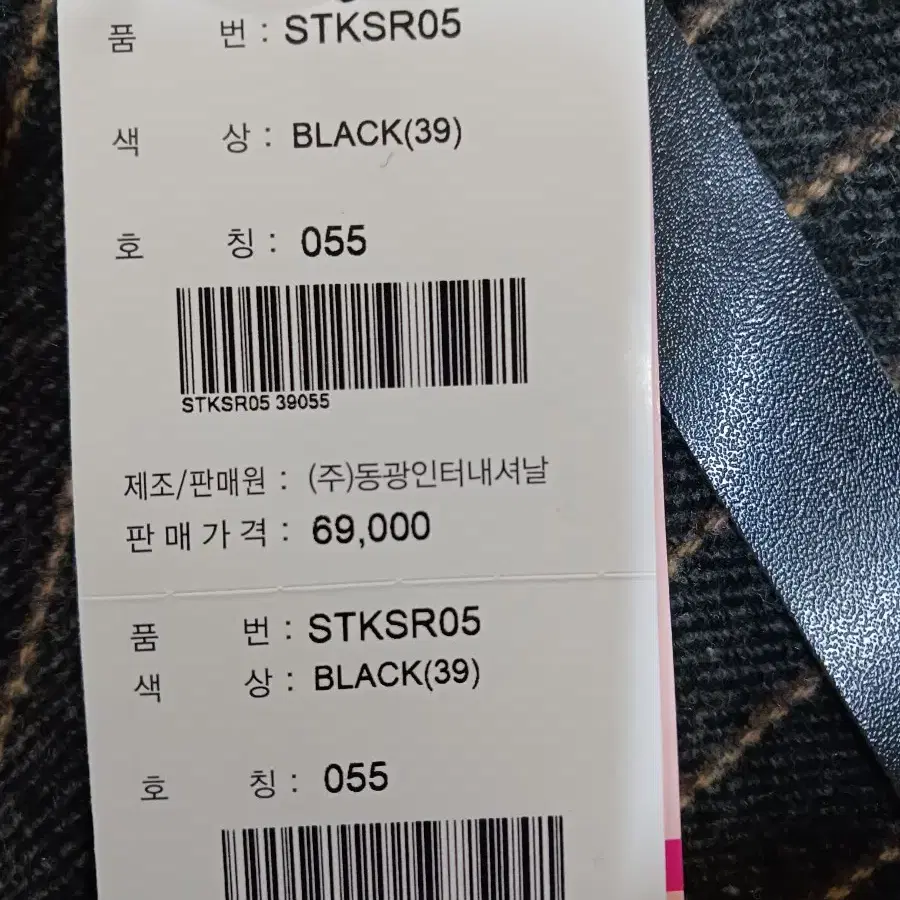 품 번 : STKSR05
색 상 : BLACK(39)
호 칭 : 055
STKSR05 39055
제조/판매원 : (주)동광인터내셔날
판 매 가 격 : 69,000
품 번 : STKSR05
색 상 : BLACK(39)
호 칭 : 055